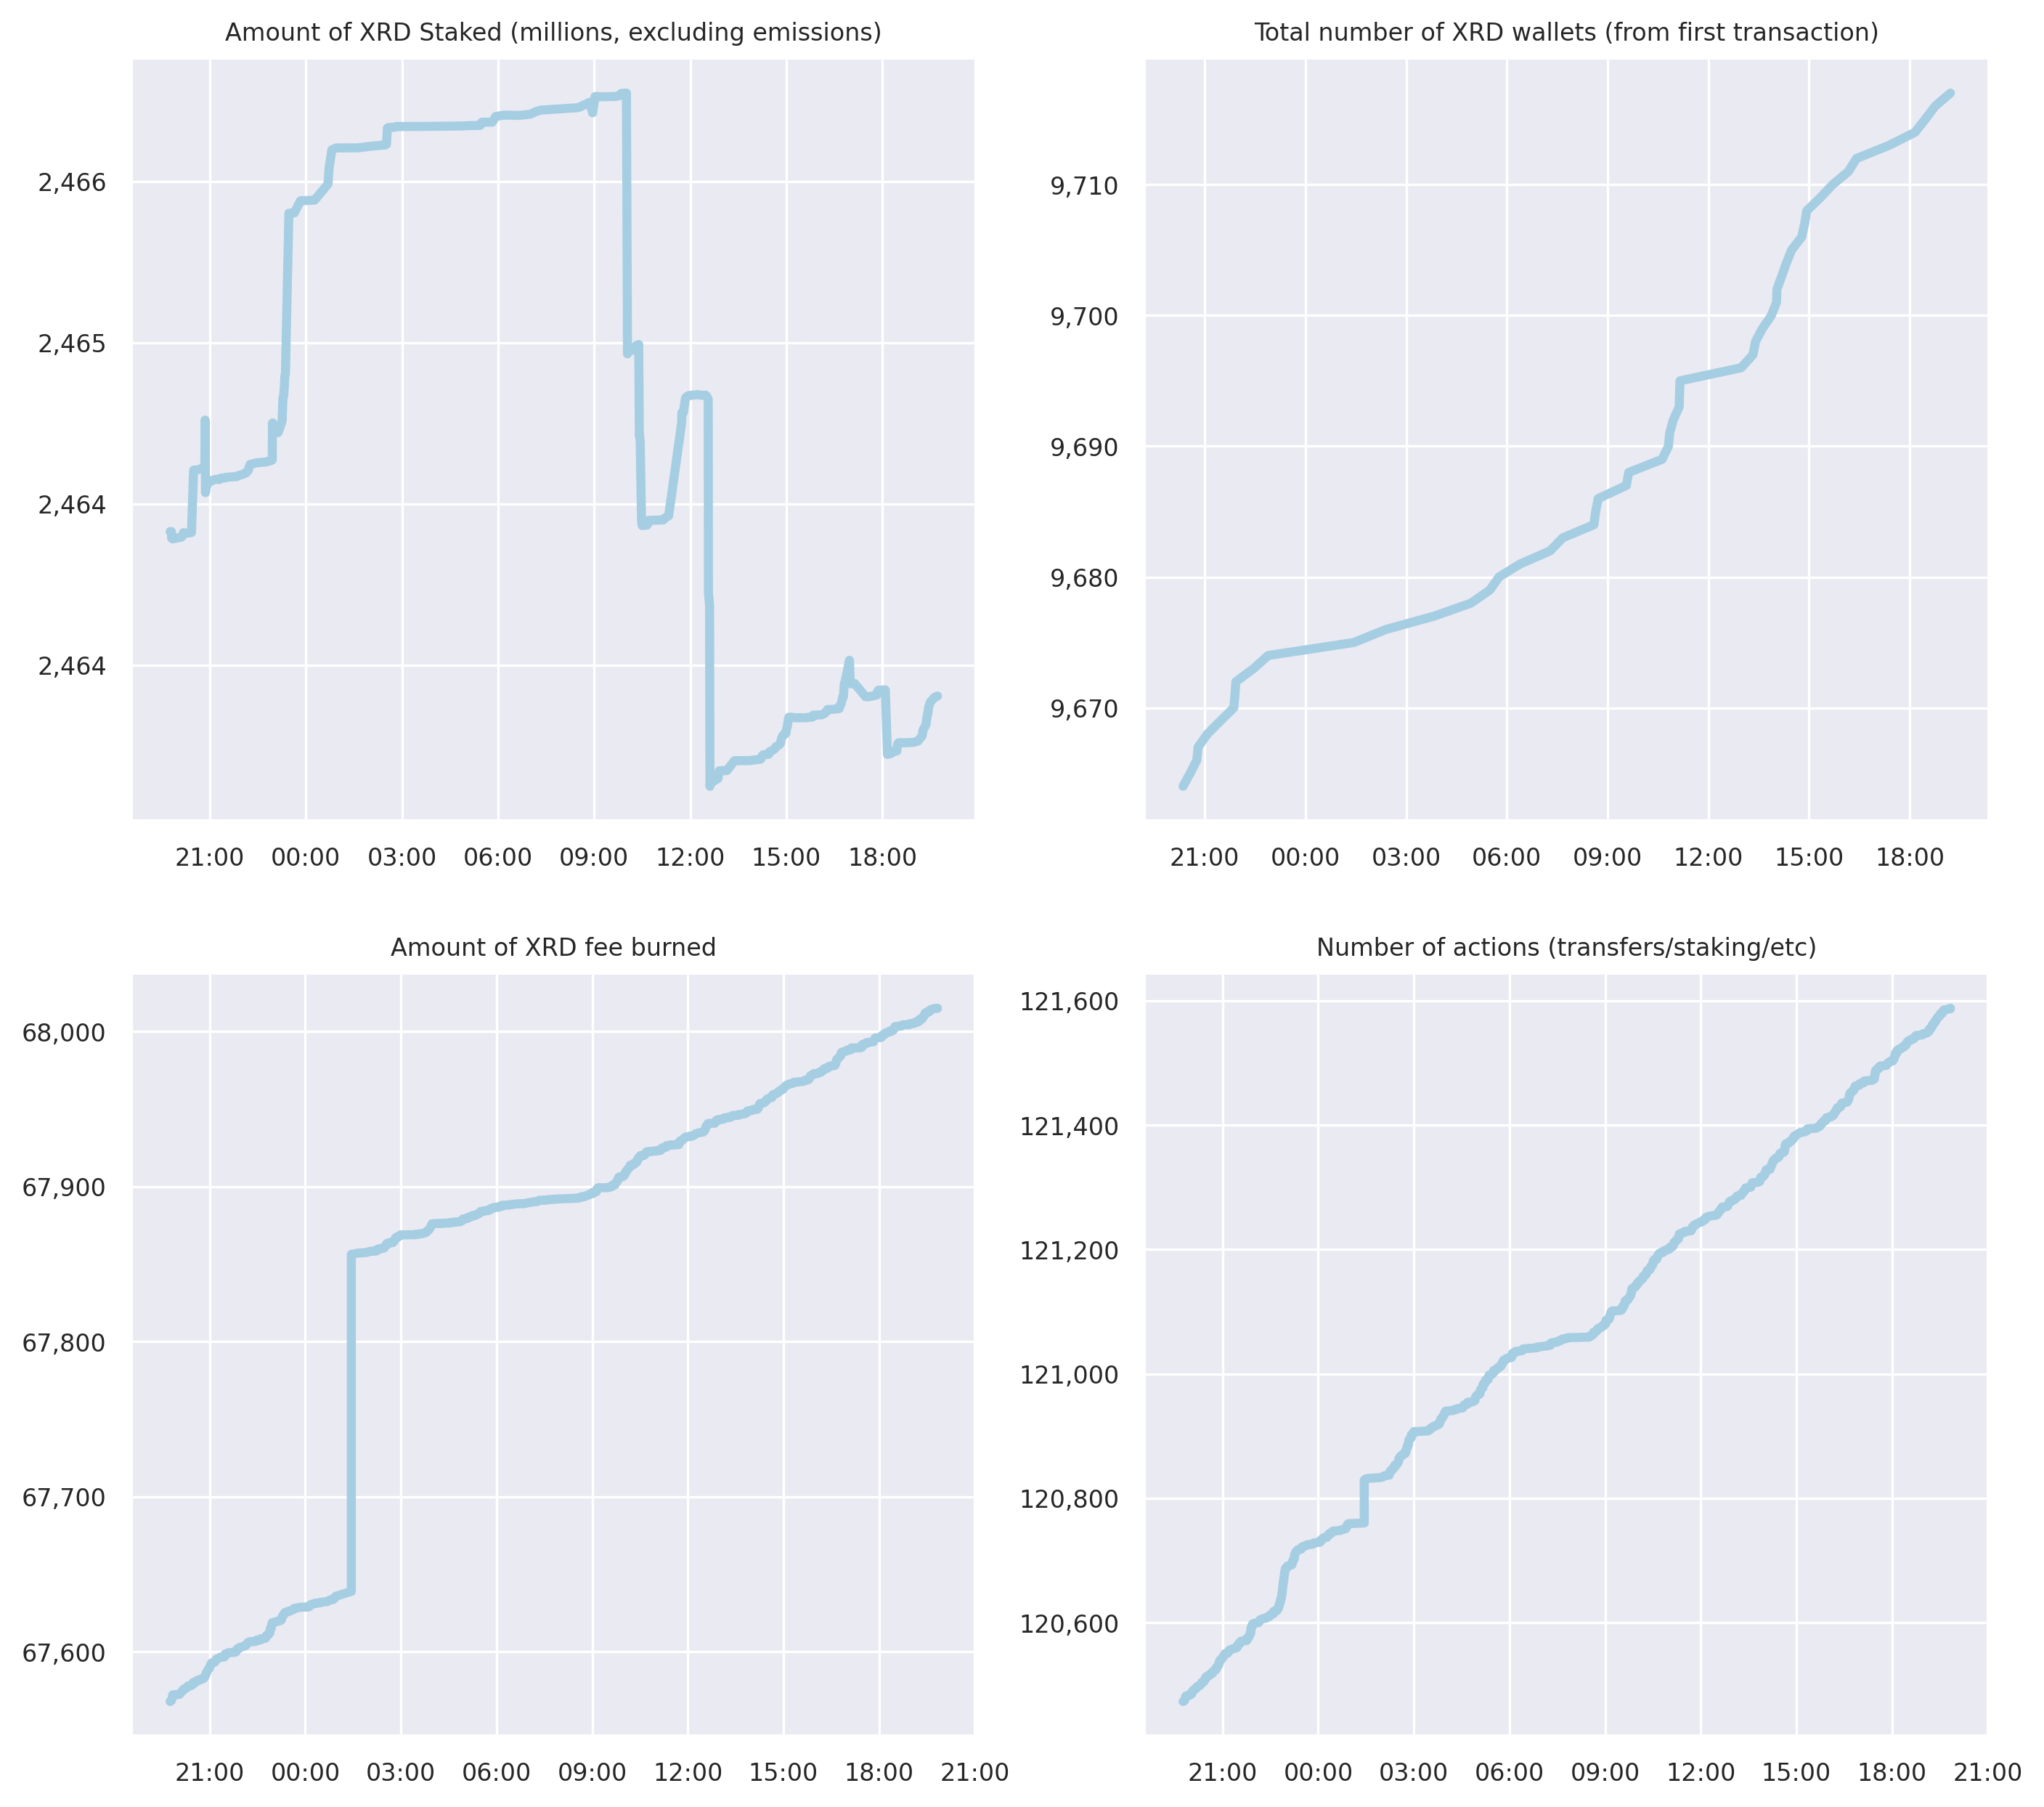 Amount of XRD Staked (millions, excluding emissions)
2,466
2,465
2,464
2,464
21:00 00:00 03:00 06:00 09:00 12:00 15:00 18:00
Total number of XRD wallets (from first transaction)
9,710
9,700
9,690
9,680
9,670
21:00 00:00 03:00 06:00 09:00 12:00 15:00 18:00
Amount of XRD fee burned
68,000
67,900
67,800
67,700
67,600
21:00 00:00 03:00 06:00 09:00 12:00 15:00 18:00 21:00
Number of actions (transfers/staking/etc)
121,600
121,400
121,200
121,000
120,800
120,600
21:00 00:00 03:00 06:00 09:00 12:00 15:00 18:00 21:00